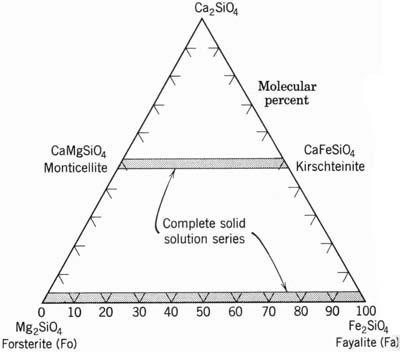 Ca₂SiO₄
Molecular
percent
CaMgSiO₄
Monticellite
CaFeSiO₄
Kirschteinite
Complete solid
solution series
0 10 20 30 40 50 60 70 80 90 100
Mg₂SiO₄
Forsterite (Fo)
Fe₂SiO₄
Fayalite (Fa)